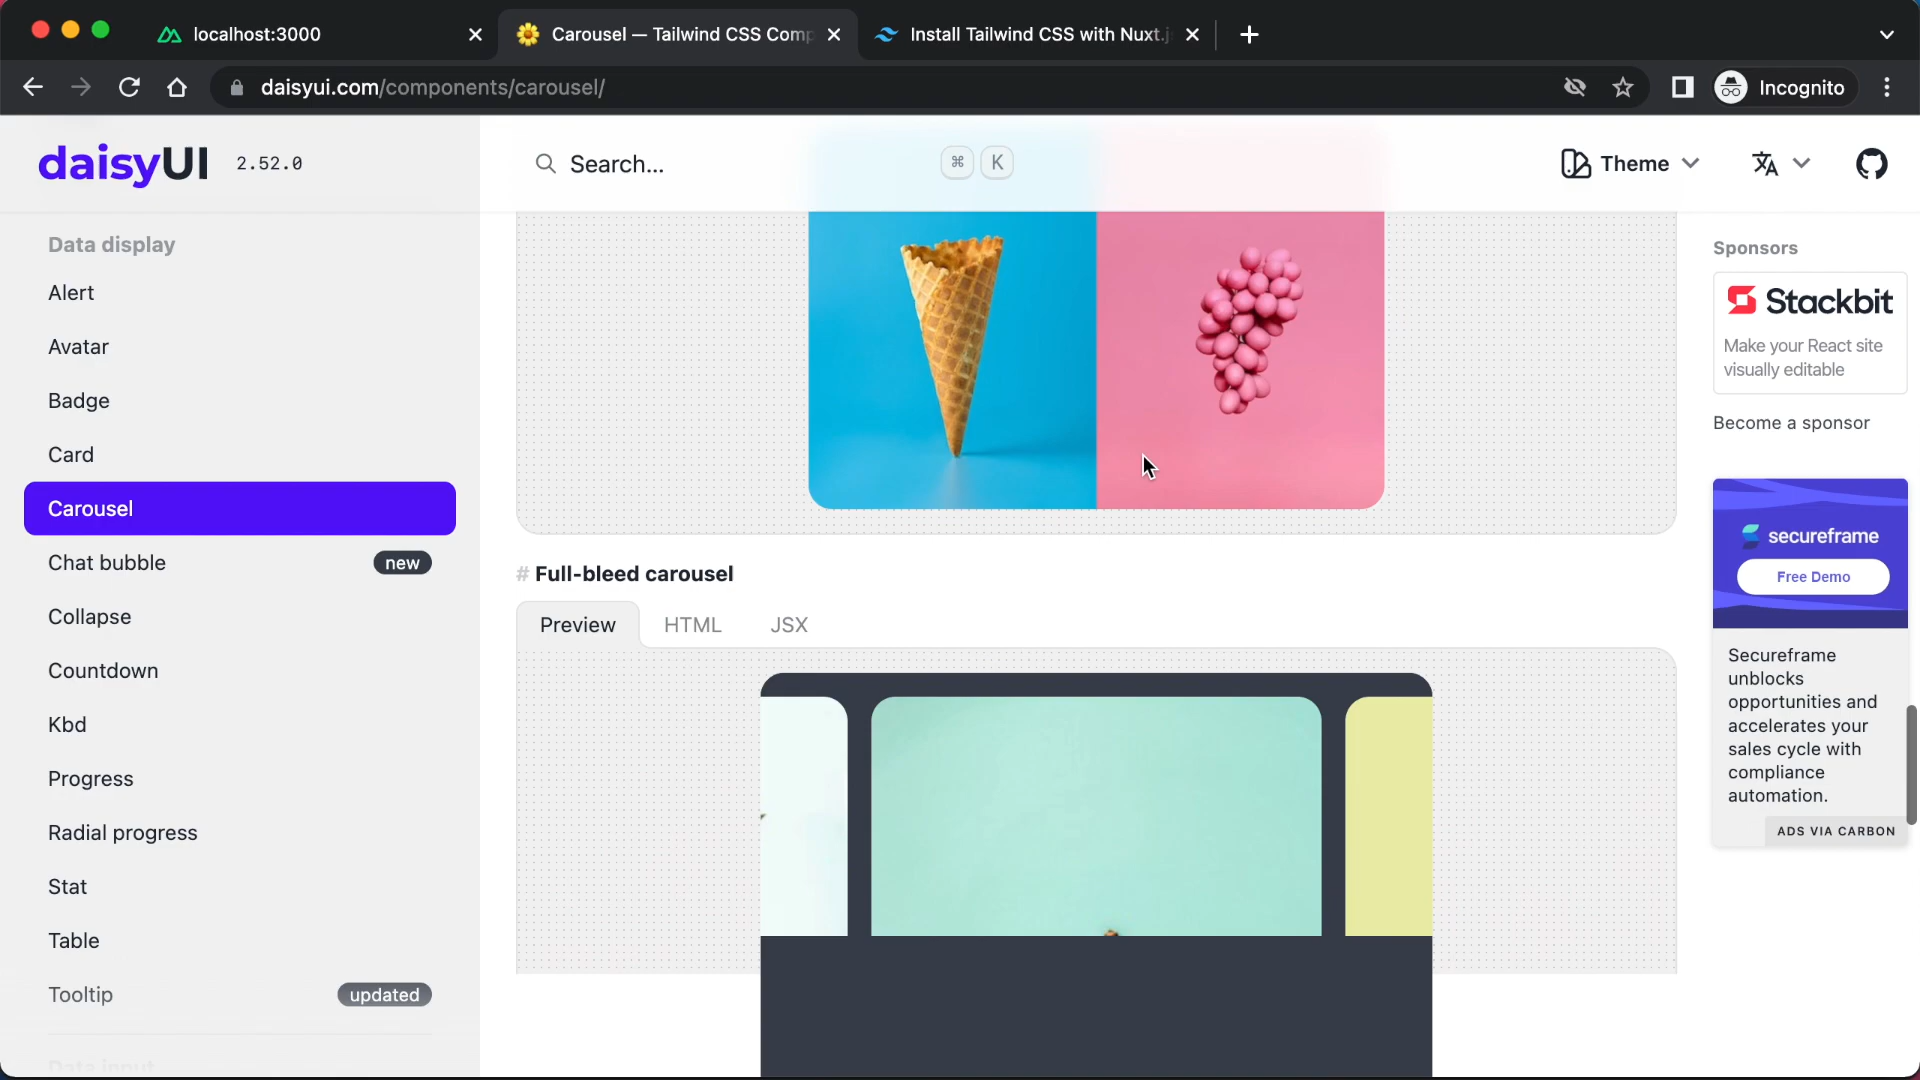 localhost:3000
Carousel — Tailwind CSS Comp
Install Tailwind CSS with Nuxt.j
daisyui.com/components/carousel/
Incognito
daisyUI 2.52.0
Search...
⌘ K
Theme
Data display
Alert
Avatar
Badge
Card
Carousel
Chat bubble new
Collapse
Countdown
Kbd
Progress
Radial progress
Stat
Table
Tooltip updated
Data input
# Full-bleed carousel
Preview HTML JSX
Sponsors
Stackbit
Make your React site
visually editable
Become a sponsor
secureframe
Free Demo
Secureframe
unblocks
opportunities and
accelerates your
sales cycle with
compliance
automation.
ADS VIA CARBON